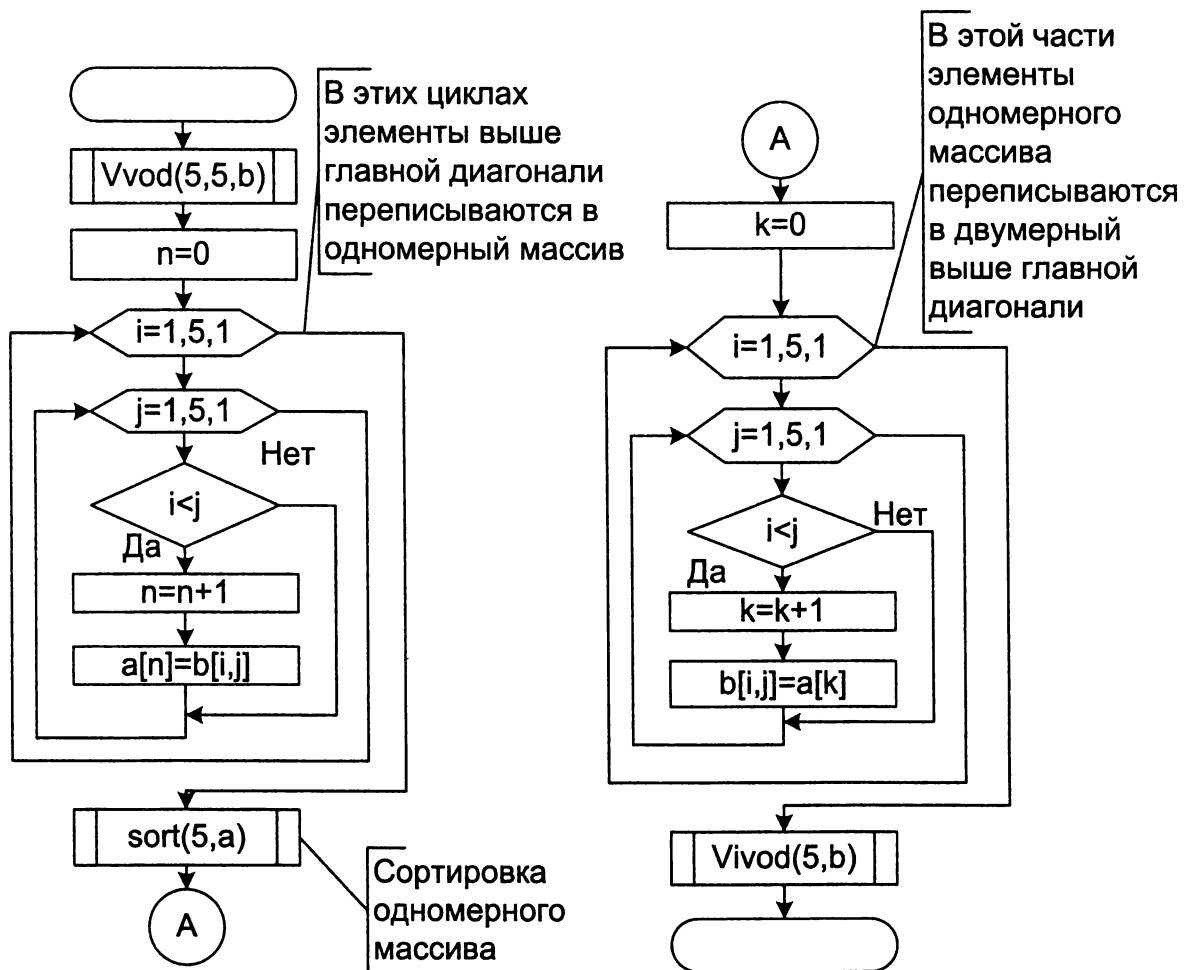 Vvod(5,5,b)
n=0
В этих циклах
элементы выше
главной диагонали
переписываются в
одномерный массив
i=1,5,1
j=1,5,1
Нет
i<j
Да
n=n+1
a[n]=b[i,j]
sort(5,a)
Сортировка
одномерного
массива
A
A
k=0
В этой части
элементы
одномерного
массива
переписываются
в двумерный
выше главной
диагонали
i=1,5,1
j=1,5,1
i<j
Нет
Да
k=k+1
b[i,j]=a[k]
Vivod(5,b)